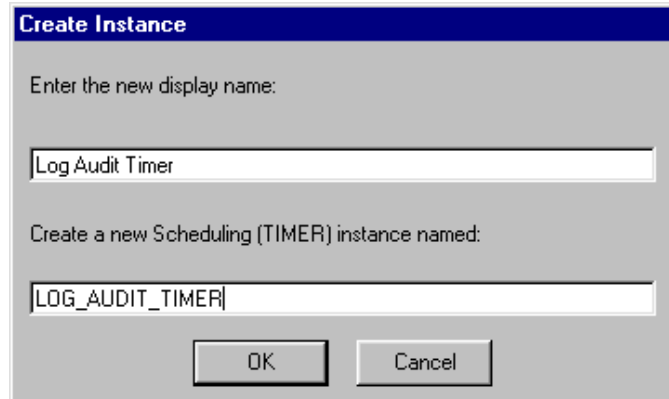 Create Instance
Enter the new display name:
Log Audit Timer
Create a new Scheduling (TIMER) instance named:
LOG_AUDIT_TIMER
OK Cancel